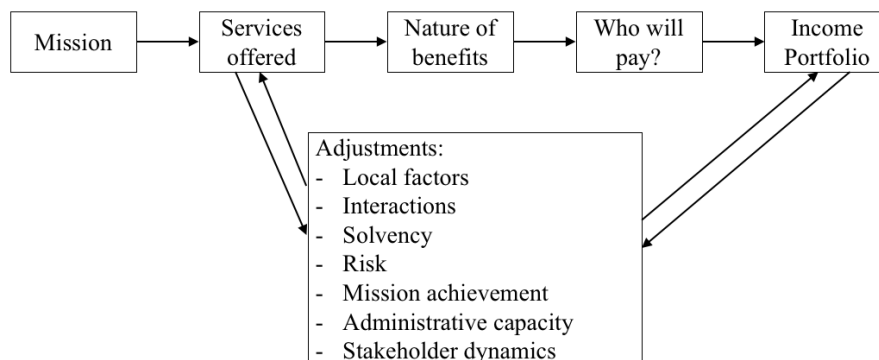 Mission
Services
offered
Nature of
benefits
Who will
pay?
Income
Portfolio
Adjustments:
- Local factors
- Interactions
- Solvency
- Risk
- Mission achievement
- Administrative capacity
- Stakeholder dynamics